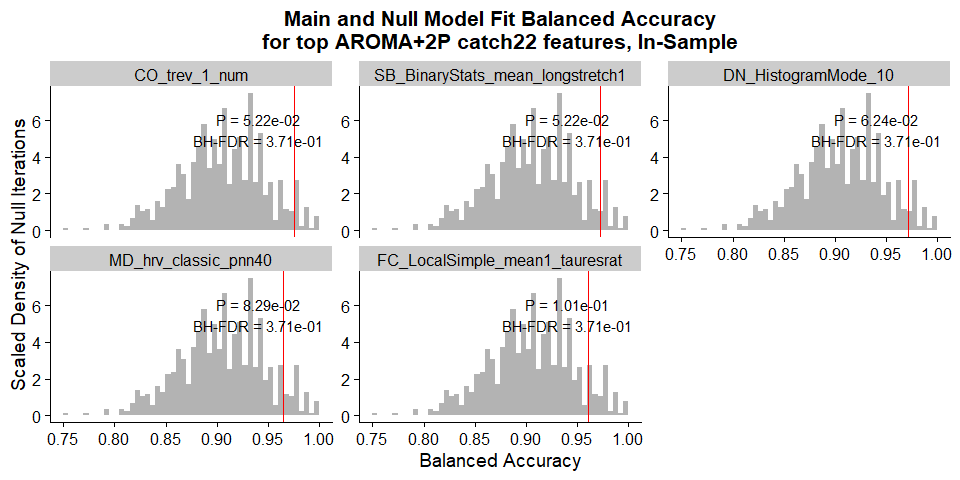 Main and Null Model Fit Balanced Accuracy
for top AROMA+2P catch22 features, In-Sample
Scaled Density of Null Iterations
CO_trev_1_num
P = 5.22e-02
BH-FDR = 3.71e-01
6
4
2
0
SB_BinaryStats_mean_longstretch1
P = 5.22e-02
BH-FDR = 3.71e-01
6
4
2
0
DN_HistogramMode_10
P = 6.24e-02
BH-FDR = 3.71e-01
6
4
2
0
0.75 0.80 0.85 0.90 0.95 1.00
MD_hrv_classic_pnn40
P = 8.29e-02
BH-FDR = 3.71e-01
6
4
2
0
0.75 0.80 0.85 0.90 0.95 1.00
FC_LocalSimple_mean1_tauresrat
P = 1.01e-01
BH-FDR = 3.71e-01
6
4
2
0
0.75 0.80 0.85 0.90 0.95 1.00
Balanced Accuracy